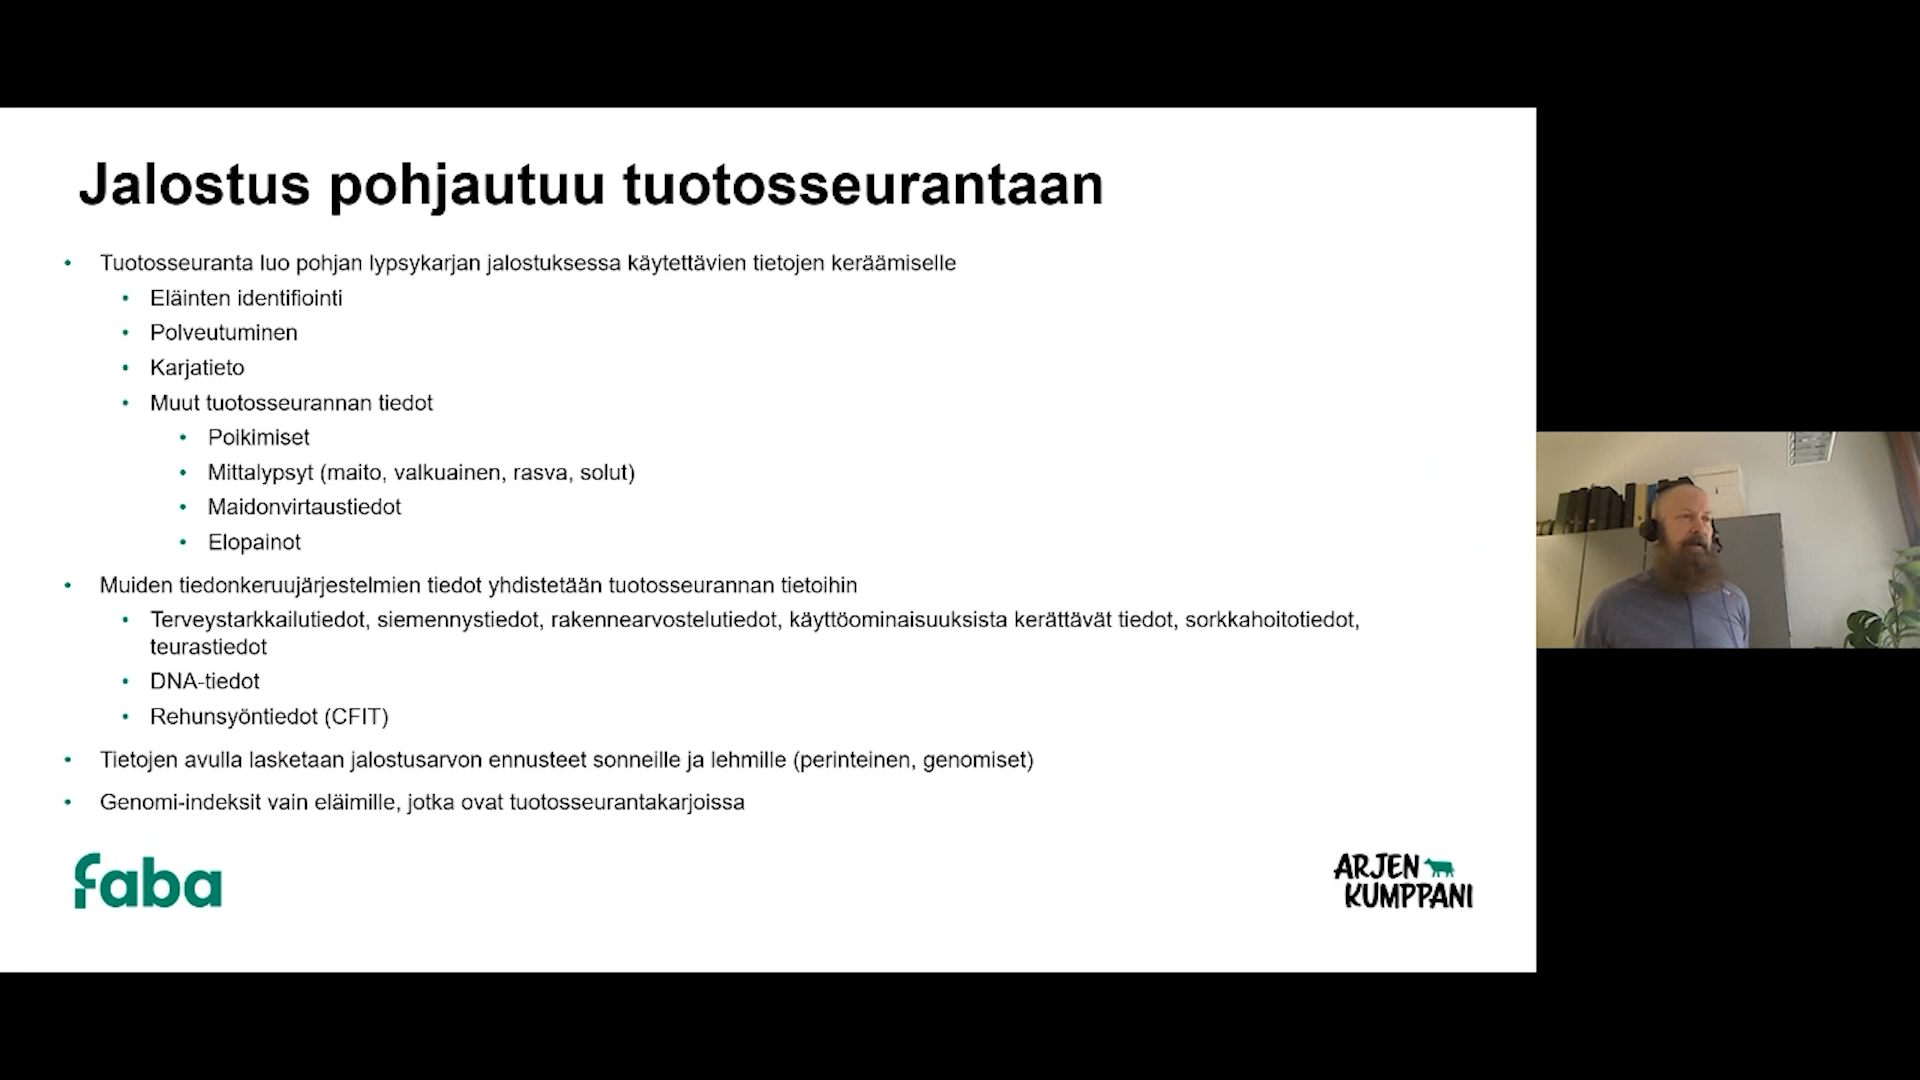 Jalostus pohjautuu tuotosseurantaan
• Tuotosseuranta luo pohjan lypsykarjan jalostuksessa käytettävien tietojen keräämiselle
• Eläinten identifiointi
• Polveutuminen
• Karjatieto
• Muut tuotosseurannan tiedot
• Poikimiset
• Mittalypsyt (maito, valkuainen, rasva, solut)
• Maidonvirtaustiedot
• Elopainot
• Muiden tiedonkeruujärjestelmien tiedot yhdistetään tuotosseurannan tietoihin
• Terveystarkkailutiedot, siemennystiedot, rakennearvostelutiedot, käyttöominaisuuksista kerättävät tiedot, sorkkahoitotiedot,
teurastiedot
• DNA-tiedot
• Rehunsyöntiedot (CFIT)
• Tietojen avulla lasketaan jalostusarvon ennusteet sonneille ja lehmille (perinteinen, genomiset)
• Genomi-indeksit vain eläimille, jotka ovat tuotosseurantakarjoissa
faba
ARJEN
KUMPPANI